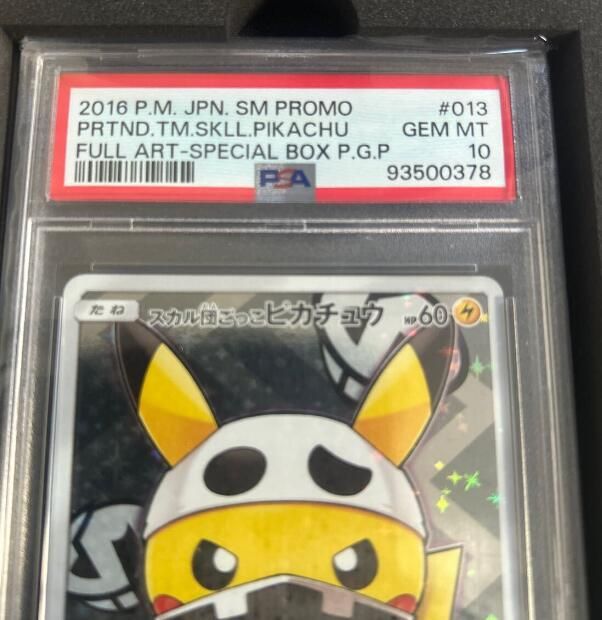 2016 P.M. JPN. SM PROMO #013
PRTND.TM.SKLL.PIKACHU GEM MT
FULL ART-SPECIAL BOX P.G.P 10
PSA 93500378
たね スカル団ごっこピカチュウ HP60